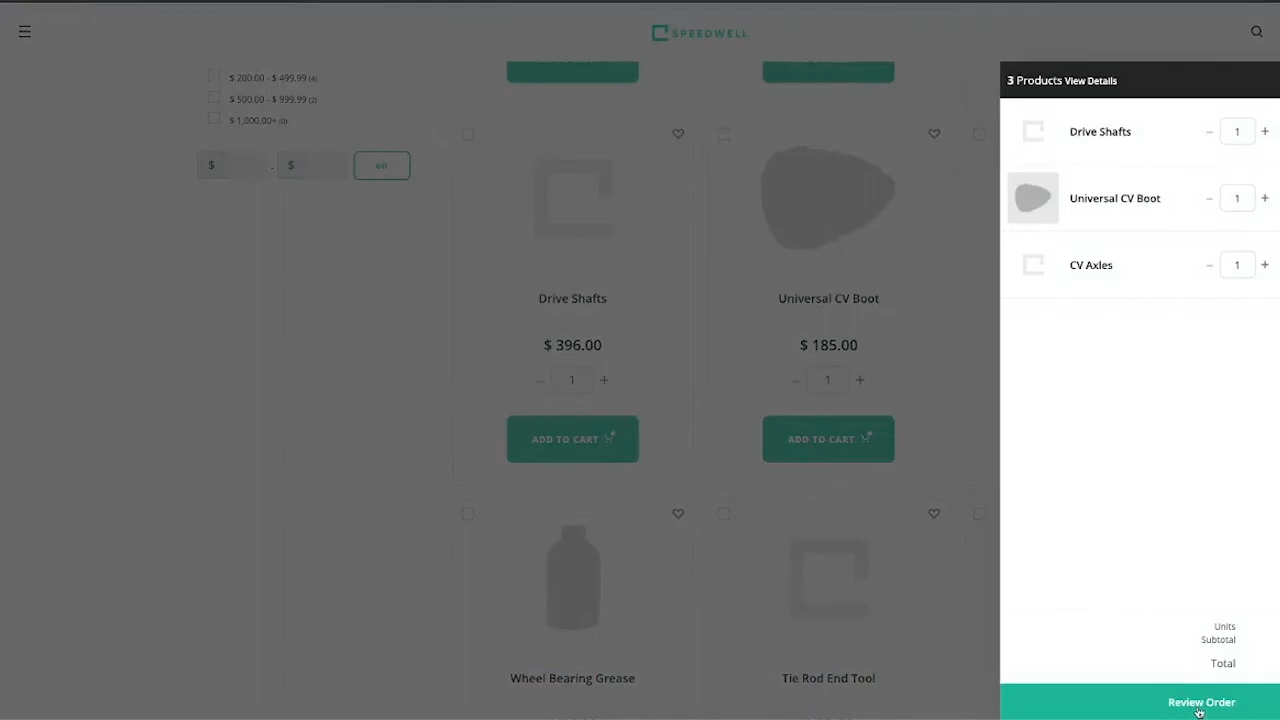 SPEEDWELL
3 Products View Details
$ 200.00 - $ 499.99 (4)
$ 500.00 - $ 999.99 (2)
$ 1,000.00+ (0)
$ - $ GO
Drive Shafts
$ 396.00
– 1 +
ADD TO CART
Universal CV Boot
$ 185.00
– 1 +
ADD TO CART
Wheel Bearing Grease
Tie Rod End Tool
Drive Shafts – 1 +
Universal CV Boot – 1 +
CV Axles – 1 +
Units
Subtotal
Total
Review Order